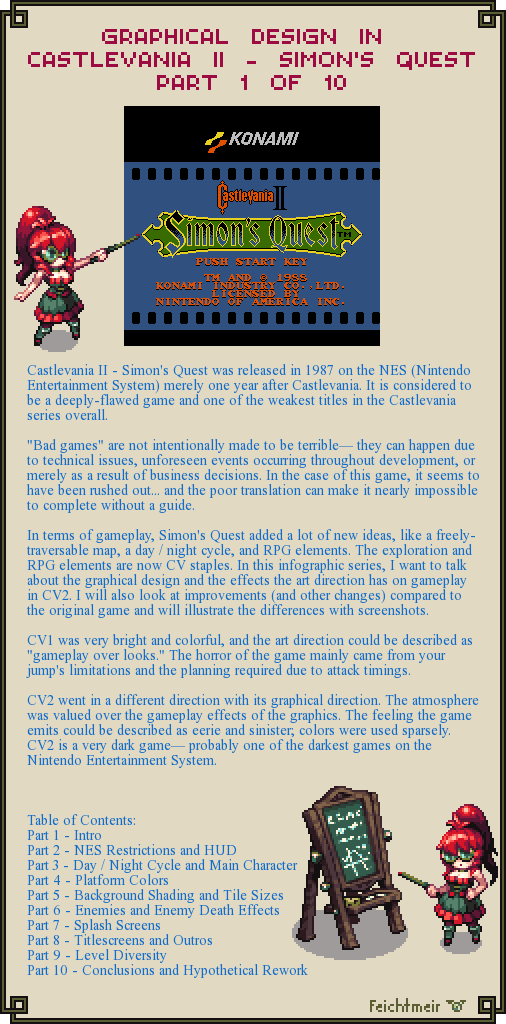 GRAPHICAL DESIGN IN
CASTLEVANIA II - SIMON'S QUEST
PART 1 OF 10
KONAMI
Castlevania II
Simon's Quest TM
PUSH START KEY
TM AND © 1988
KONAMI INDUSTRY CO.,LTD.
LICENSED BY
NINTENDO OF AMERICA INC.
Castlevania II - Simon's Quest was released in 1987 on the NES (Nintendo
Entertainment System) merely one year after Castlevania. It is considered to
be a deeply-flawed game and one of the weakest titles in the Castlevania
series overall.
"Bad games" are not intentionally made to be terrible— they can happen due
to technical issues, unforeseen events occurring throughout development, or
merely as a result of business decisions. In the case of this game, it seems to
have been rushed out... and the poor translation can make it nearly impossible
to complete without a guide.
In terms of gameplay, Simon's Quest added a lot of new ideas, like a freely-
traversable map, a day / night cycle, and RPG elements. The exploration and
RPG elements are now CV staples. In this infographic series, I want to talk
about the graphical design and the effects the art direction has on gameplay
in CV2. I will also look at improvements (and other changes) compared to
the original game and will illustrate the differences with screenshots.
CV1 was very bright and colorful, and the art direction could be described as
"gameplay over looks." The horror of the game mainly came from your
jump's limitations and the planning required due to attack timings.
CV2 went in a different direction with its graphical direction. The atmosphere
was valued over the gameplay effects of the graphics. The feeling the game
emits could be described as eerie and sinister; colors were used sparsely.
CV2 is a very dark game— probably one of the darkest games on the
Nintendo Entertainment System.
Table of Contents:
Part 1 - Intro
Part 2 - NES Restrictions and HUD
Part 3 - Day / Night Cycle and Main Character
Part 4 - Platform Colors
Part 5 - Background Shading and Tile Sizes
Part 6 - Enemies and Enemy Death Effects
Part 7 - Splash Screens
Part 8 - Titlescreens and Outros
Part 9 - Level Diversity
Part 10 - Conclusions and Hypothetical Rework
Feichtmeir